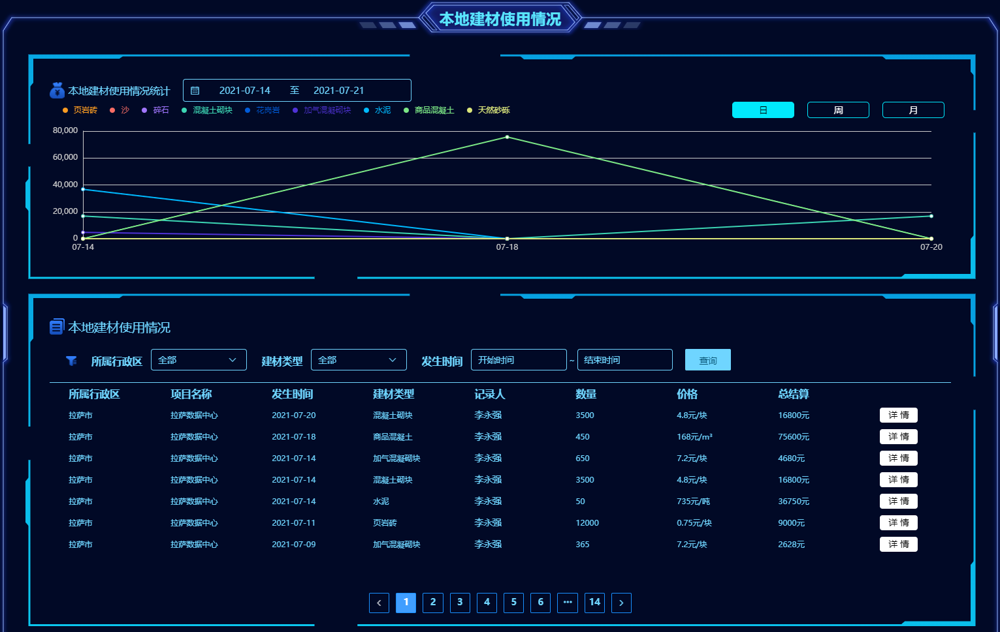 本地建材使用情况
本地建材使用情况统计 2021-07-14 至 2021-07-21
页岩砖 沙 碎石 混凝土砌块 花岗岩 加气混凝砌块 水泥 商品混凝土 天然砂砾
日 周 月
80,000
60,000
40,000
20,000
0
07-14 07-18 07-20
本地建材使用情况
所属行政区 全部 建材类型 全部 发生时间 开始时间 ~ 结束时间 查询
所属行政区 项目名称 发生时间 建材类型 记录人 数量 价格 总结算
拉萨市 拉萨数据中心 2021-07-20 混凝土砌块 李永强 3500 4.8元/块 16800元 详情
拉萨市 拉萨数据中心 2021-07-18 商品混凝土 李永强 450 168元/m³ 75600元 详情
拉萨市 拉萨数据中心 2021-07-14 加气混凝砌块 李永强 650 7.2元/块 4680元 详情
拉萨市 拉萨数据中心 2021-07-14 混凝土砌块 李永强 3500 4.8元/块 16800元 详情
拉萨市 拉萨数据中心 2021-07-14 水泥 李永强 50 735元/吨 36750元 详情
拉萨市 拉萨数据中心 2021-07-11 页岩砖 李永强 12000 0.75元/块 9000元 详情
拉萨市 拉萨数据中心 2021-07-09 加气混凝砌块 李永强 365 7.2元/块 2628元 详情
‹ 1 2 3 4 5 6 ··· 14 ›